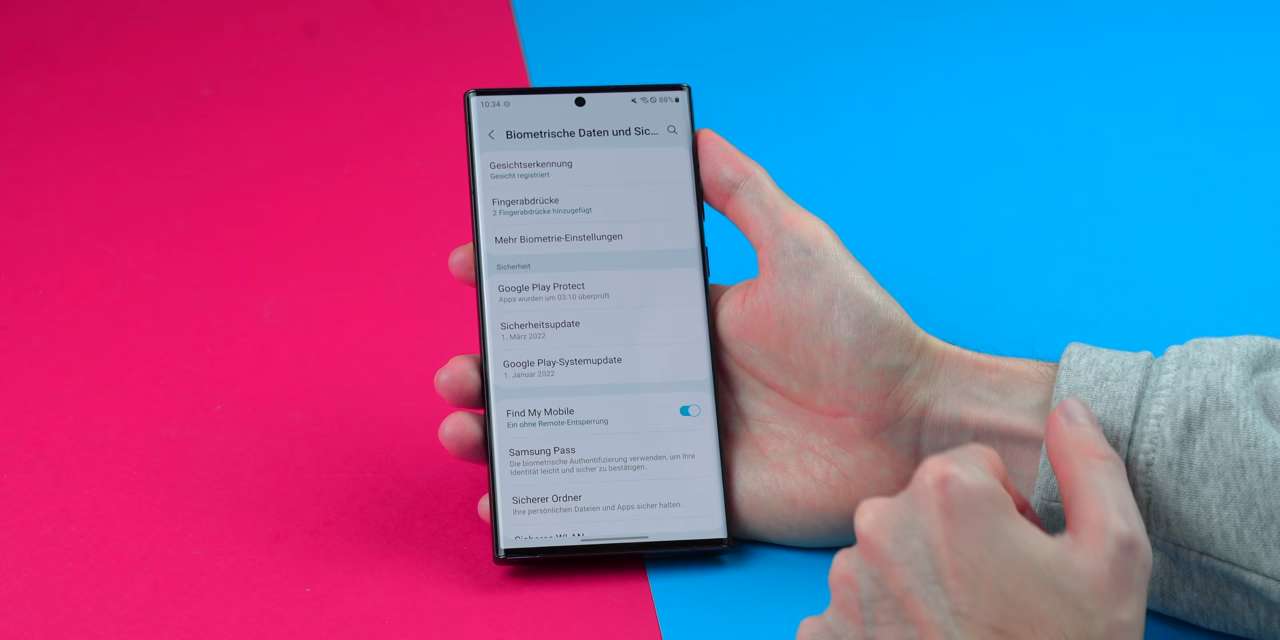 10:34 88%
Biometrische Daten und Sic...
Gesichtserkennung
Gesicht registriert
Fingerabdrücke
2 Fingerabdrücke hinzugefügt
Mehr Biometrie-Einstellungen
Sicherheit
Google Play Protect
Apps wurden um 03:10 überprüft
Sicherheitsupdate
1. März 2022
Google Play-Systemupdate
1. Januar 2022
Find My Mobile
Ein ohne Remote-Entsperrung
Samsung Pass
Die biometrische Authentifizierung verwenden, um Ihre
Identität leicht und sicher zu bestätigen.
Sicherer Ordner
Ihre persönlichen Dateien und Apps sicher halten.